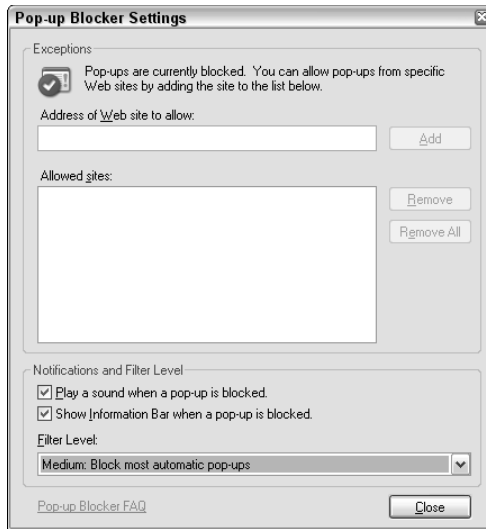 Pop-up Blocker Settings
Exceptions
Pop-ups are currently blocked. You can allow pop-ups from specific
Web sites by adding the site to the list below.
Address of Web site to allow:
Add
Allowed sites:
Remove
Remove All
Notifications and Filter Level
Play a sound when a pop-up is blocked.
Show Information Bar when a pop-up is blocked.
Filter Level:
Medium: Block most automatic pop-ups
Pop-up Blocker FAQ
Close